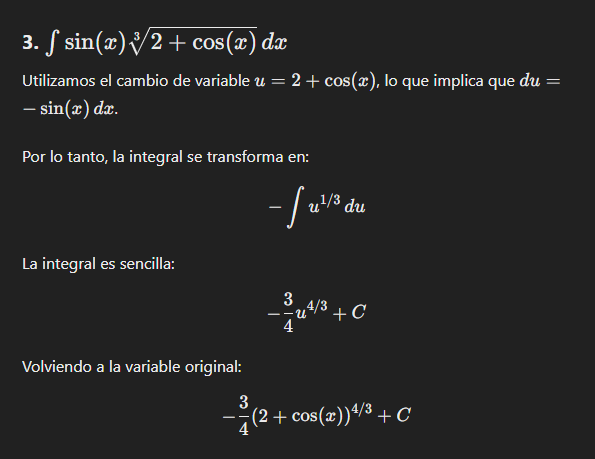 3. ∫ sin(x) ∛(2 + cos(x)) dx
Utilizamos el cambio de variable u = 2 + cos(x), lo que implica que du =
− sin(x) dx.
Por lo tanto, la integral se transforma en:
− ∫ u^{1/3} du
La integral es sencilla:
−\frac{3}{4}u^{4/3} + C
Volviendo a la variable original:
−\frac{3}{4}(2 + cos(x))^{4/3} + C